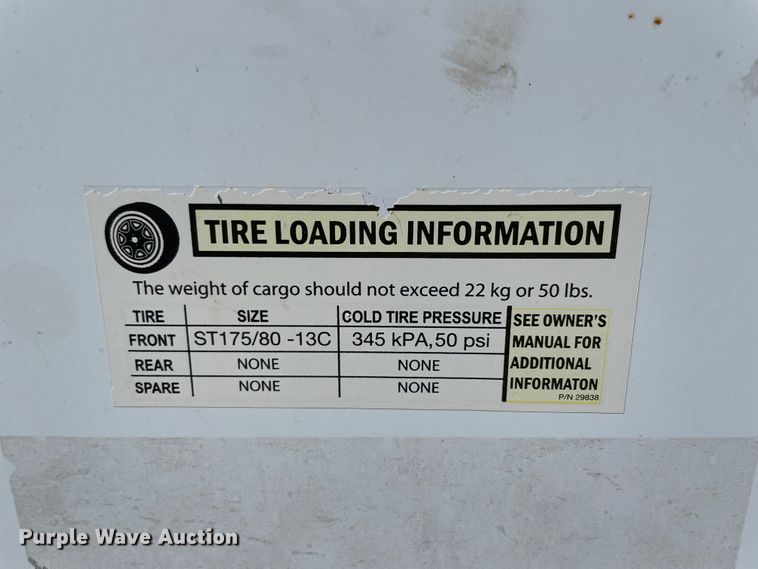 TIRE LOADING INFORMATION
The weight of cargo should not exceed 22 kg or 50 lbs.
TIRE SIZE COLD TIRE PRESSURE
FRONT ST175/80 -13C 345 kPA, 50 psi
REAR NONE NONE
SPARE NONE NONE
SEE OWNER'S
MANUAL FOR
ADDITIONAL
INFORMATON
P/N 29838
Purple Wave Auction